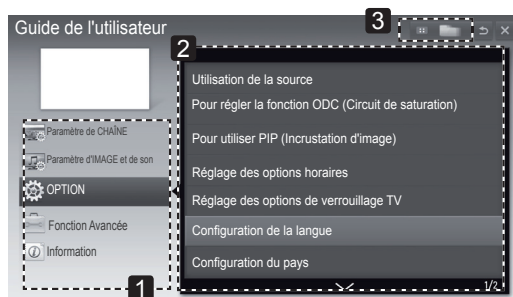 Guide de l'utilisateur
3
2
Paramètre de CHAÎNE
Paramètre d'IMAGE et de son
OPTION
Fonction Avancée
Information
1
Utilisation de la source
Pour régler la fonction ODC (Circuit de saturation)
Pour utiliser PIP (Incrustation d'image)
Réglage des options horaires
Réglage des options de verrouillage TV
Configuration de la langue
Configuration du pays
1/2